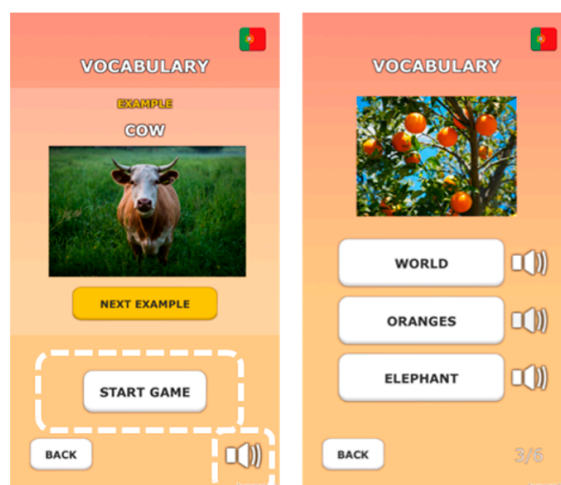 VOCABULARY
EXAMPLE
COW
NEXT EXAMPLE
START GAME
BACK
VOCABULARY
WORLD
ORANGES
ELEPHANT
BACK
3/6